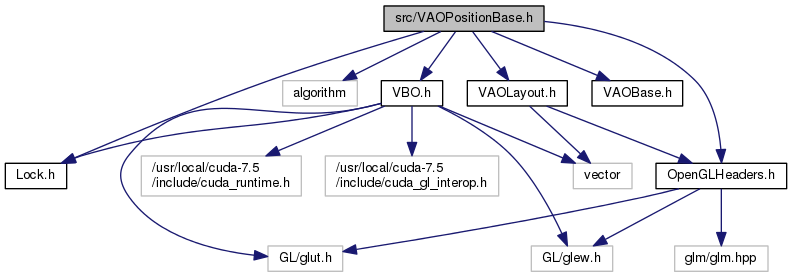 src/VAOPositionBase.h
algorithm
VBO.h
VAOLayout.h
VAOBase.h
Lock.h
/usr/local/cuda-7.5
/include/cuda_runtime.h
/usr/local/cuda-7.5
/include/cuda_gl_interop.h
vector
OpenGLHeaders.h
GL/glut.h
GL/glew.h
glm/glm.hpp